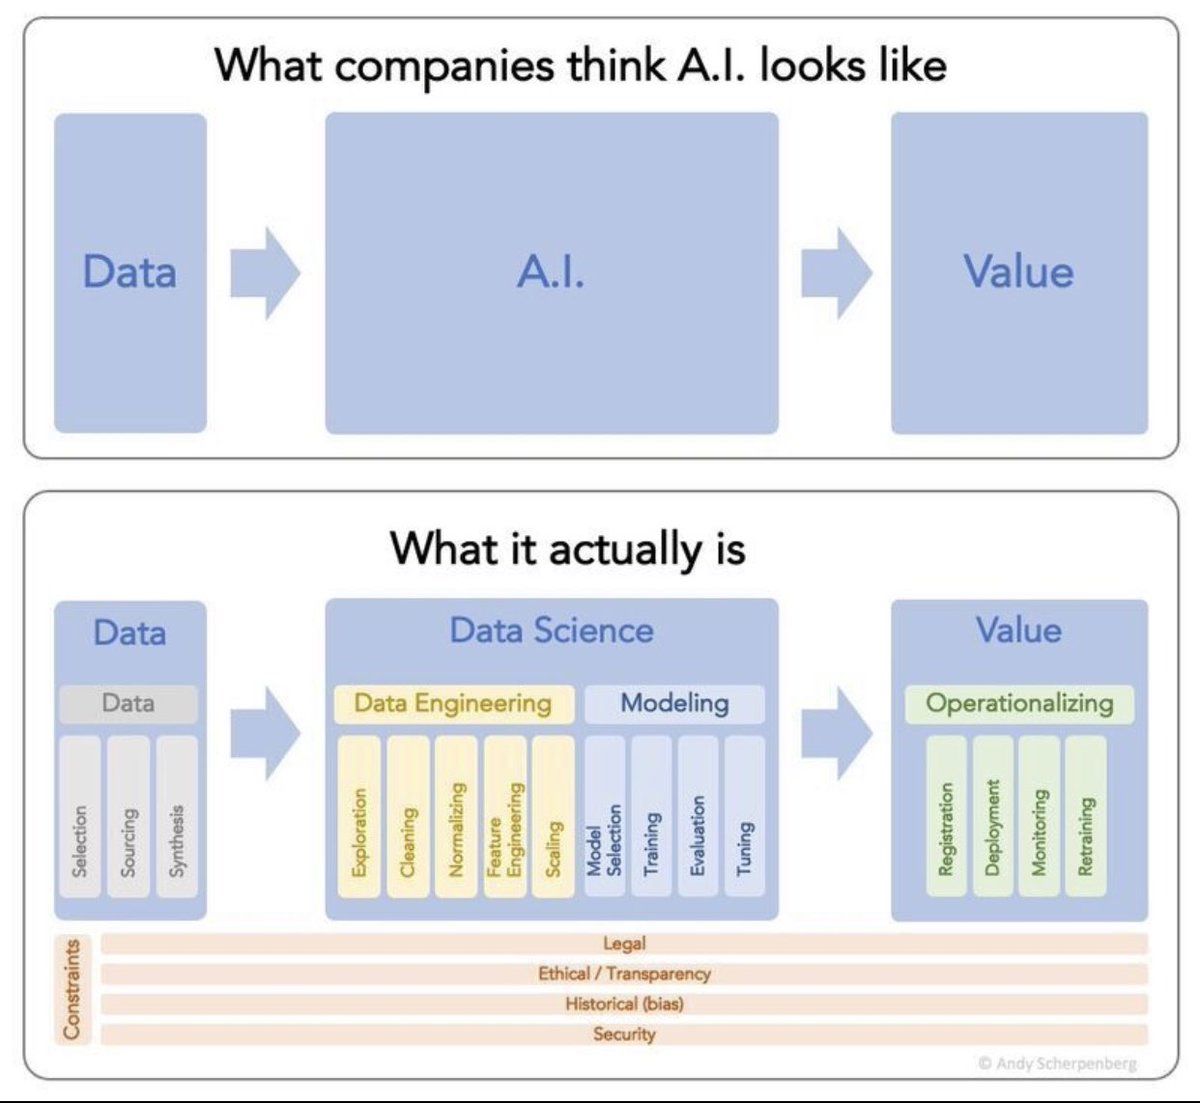 What companies think A.I. looks like
Data
A.I.
Value
What it actually is
Data
Data Science
Value
Data
Data Engineering
Modeling
Operationalizing
Selection
Sourcing
Synthesis
Exploration
Cleaning
Normalizing
Feature
Engineering
Scaling
Model
Selection
Training
Evaluation
Tuning
Registration
Deployment
Monitoring
Retraining
Constraints
Legal
Ethical / Transparency
Historical (bias)
Security
© Andy Scherpenberg